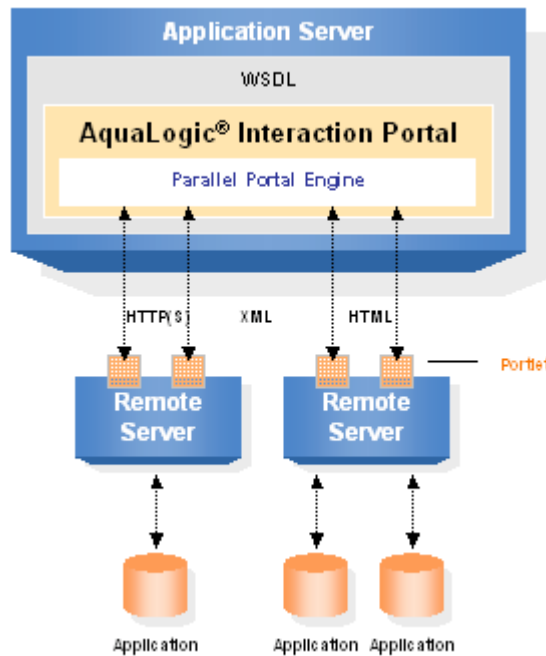 Application Server
WSDL
AquaLogic® Interaction Portal
Parallel Portal Engine
HTTP(S) XML HTML
Portlet
Remote Server
Remote Server
Application
Application
Application